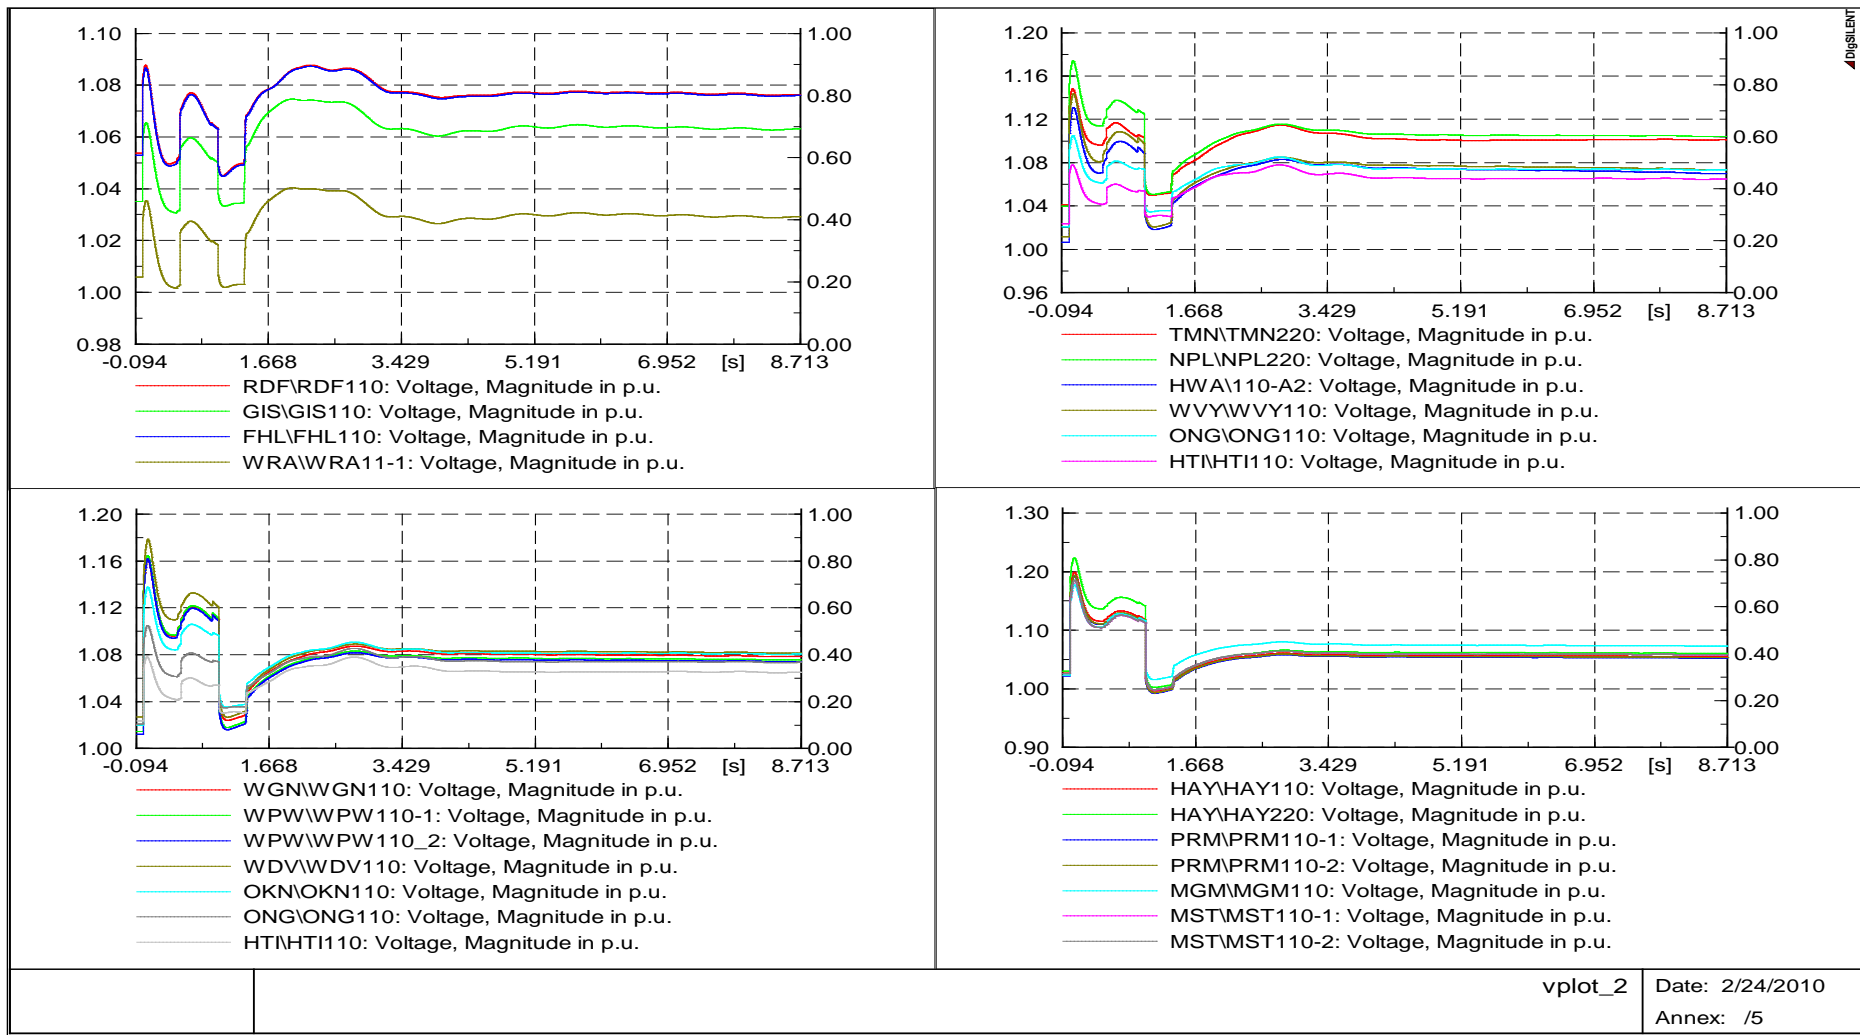 DIgSILENT
1.10 1.00
1.08 0.80
1.06 0.60
1.04 0.40
1.02
1.00 0.20
0.98 0.00
-0.094 1.668 3.429 5.191 6.952 [s] 8.713
RDF\RDF110: Voltage, Magnitude in p.u.
GIS\GIS110: Voltage, Magnitude in p.u.
FHL\FHL110: Voltage, Magnitude in p.u.
WRA\WRA11-1: Voltage, Magnitude in p.u.
1.20 1.00
1.16 0.80
1.12 0.60
1.08
1.04 0.40
1.00 0.20
0.96 0.00
-0.094 1.668 3.429 5.191 6.952 [s] 8.713
TMN\TMN220: Voltage, Magnitude in p.u.
NPL\NPL220: Voltage, Magnitude in p.u.
HWA\110-A2: Voltage, Magnitude in p.u.
WVY\WVY110: Voltage, Magnitude in p.u.
ONG\ONG110: Voltage, Magnitude in p.u.
HTI\HTI110: Voltage, Magnitude in p.u.
1.20 1.00
1.16 0.80
1.12 0.60
1.08 0.40
1.04 0.20
1.00 0.00
-0.094 1.668 3.429 5.191 6.952 [s] 8.713
WGN\WGN110: Voltage, Magnitude in p.u.
WPW\WPW110-1: Voltage, Magnitude in p.u.
WPW\WPW110_2: Voltage, Magnitude in p.u.
WDV\WDV110: Voltage, Magnitude in p.u.
OKN\OKN110: Voltage, Magnitude in p.u.
ONG\ONG110: Voltage, Magnitude in p.u.
HTI\HTI110: Voltage, Magnitude in p.u.
1.30 1.00
1.20 0.80
0.60
1.10
0.40
1.00 0.20
0.90 0.00
-0.094 1.668 3.429 5.191 6.952 [s] 8.713
HAY\HAY110: Voltage, Magnitude in p.u.
HAY\HAY220: Voltage, Magnitude in p.u.
PRM\PRM110-1: Voltage, Magnitude in p.u.
PRM\PRM110-2: Voltage, Magnitude in p.u.
MGM\MGM110: Voltage, Magnitude in p.u.
MST\MST110-1: Voltage, Magnitude in p.u.
MST\MST110-2: Voltage, Magnitude in p.u.
vplot_2
Date: 2/24/2010
Annex: /5